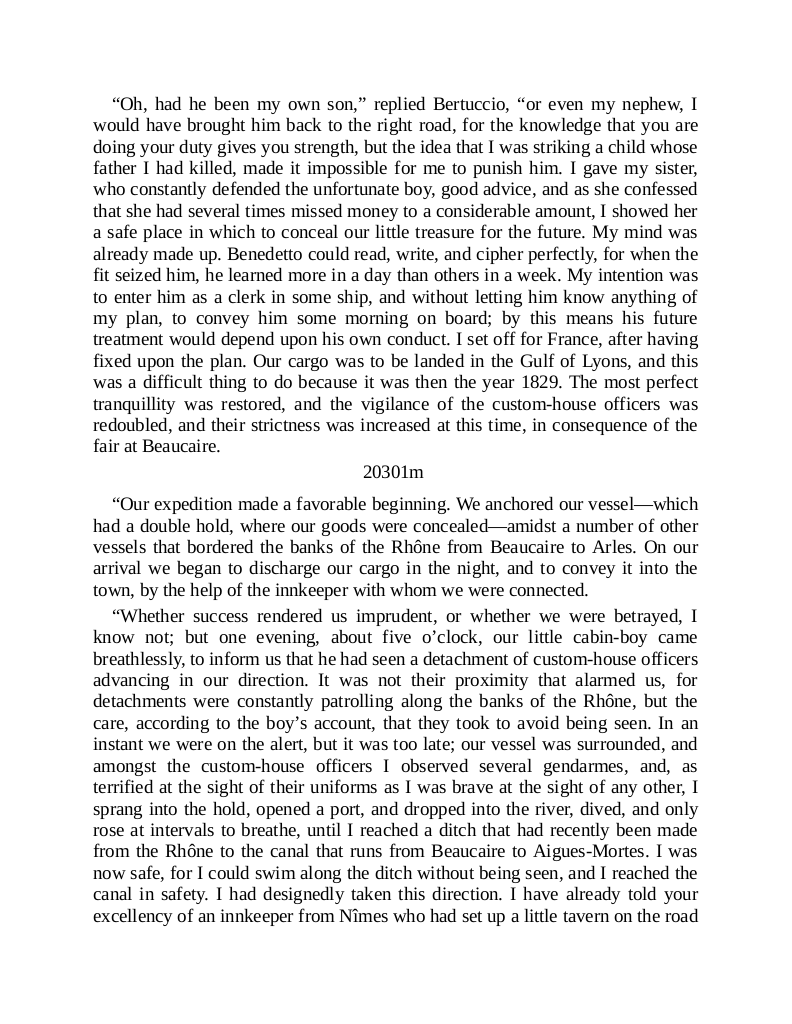 “Oh, had he been my own son,” replied Bertuccio, “or even my nephew, I
would have brought him back to the right road, for the knowledge that you are
doing your duty gives you strength, but the idea that I was striking a child whose
father I had killed, made it impossible for me to punish him. I gave my sister,
who constantly defended the unfortunate boy, good advice, and as she confessed
that she had several times missed money to a considerable amount, I showed her
a safe place in which to conceal our little treasure for the future. My mind was
already made up. Benedetto could read, write, and cipher perfectly, for when the
fit seized him, he learned more in a day than others in a week. My intention was
to enter him as a clerk in some ship, and without letting him know anything of
my plan, to convey him some morning on board; by this means his future
treatment would depend upon his own conduct. I set off for France, after having
fixed upon the plan. Our cargo was to be landed in the Gulf of Lyons, and this
was a difficult thing to do because it was then the year 1829. The most perfect
tranquillity was restored, and the vigilance of the custom-house officers was
redoubled, and their strictness was increased at this time, in consequence of the
fair at Beaucaire.
20301m
“Our expedition made a favorable beginning. We anchored our vessel—which
had a double hold, where our goods were concealed—amidst a number of other
vessels that bordered the banks of the Rhône from Beaucaire to Arles. On our
arrival we began to discharge our cargo in the night, and to convey it into the
town, by the help of the innkeeper with whom we were connected.
“Whether success rendered us imprudent, or whether we were betrayed, I
know not; but one evening, about five o’clock, our little cabin-boy came
breathlessly, to inform us that he had seen a detachment of custom-house officers
advancing in our direction. It was not their proximity that alarmed us, for
detachments were constantly patrolling along the banks of the Rhône, but the
care, according to the boy’s account, that they took to avoid being seen. In an
instant we were on the alert, but it was too late; our vessel was surrounded, and
amongst the custom-house officers I observed several gendarmes, and, as
terrified at the sight of their uniforms as I was brave at the sight of any other, I
sprang into the hold, opened a port, and dropped into the river, dived, and only
rose at intervals to breathe, until I reached a ditch that had recently been made
from the Rhône to the canal that runs from Beaucaire to Aigues-Mortes. I was
now safe, for I could swim along the ditch without being seen, and I reached the
canal in safety. I had designedly taken this direction. I have already told your
excellency of an innkeeper from Nîmes who had set up a little tavern on the road